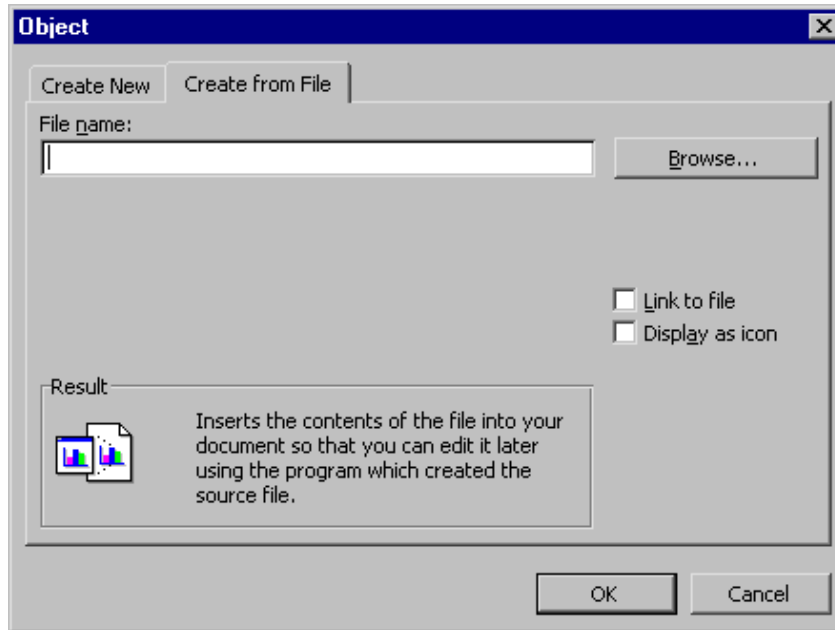 Object
Create New
Create from File
File name:
Browse...
Link to file
Display as icon
Result
Inserts the contents of the file into your
document so that you can edit it later
using the program which created the
source file.
OK
Cancel